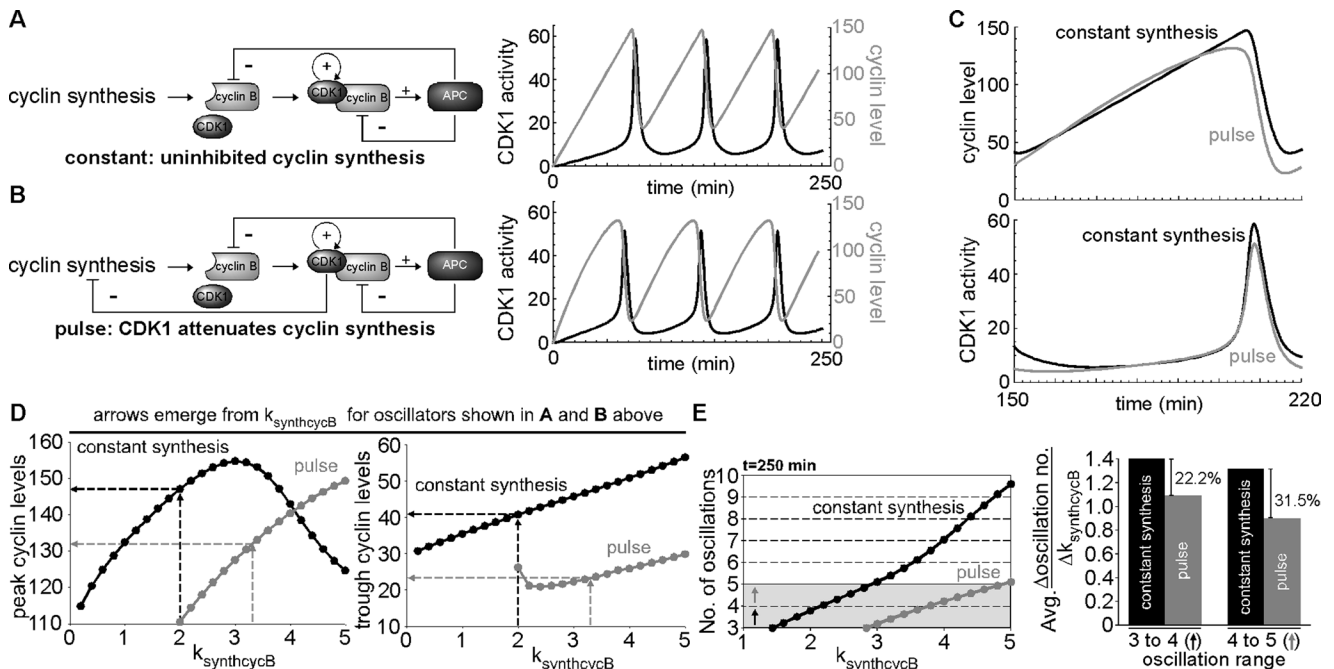 A
cyclin synthesis
-
cyclin B
CDK1
+
CDK1
cyclin B
+
APC
-
constant: uninhibited cyclin synthesis
CDK1 activity
60
40
20
0
150
100
50
0
cyclin level
0
time (min)
250
B
cyclin synthesis
-
cyclin B
CDK1
+
CDK1
cyclin B
+
APC
-
-
pulse: CDK1 attenuates cyclin synthesis
CDK1 activity
60
40
20
0
150
100
50
0
cyclin level
0
time (min)
250
C
constant synthesis
pulse
cyclin level
150
100
50
0
constant synthesis
pulse
CDK1 activity
60
40
20
0
150
time (min)
220
D
arrows emerge from ksynthcycB for oscillators shown in A and B above
constant synthesis
pulse
peak cyclin levels
160
150
140
130
120
110
0 1 2 3 4 5
ksynthcycB
constant synthesis
pulse
trough cyclin levels
60
50
40
30
20
10
0
0 1 2 3 4 5
ksynthcycB
E
t=250 min
No. of oscillations
10
9
8
7
6
5
4
3
constant synthesis
pulse
1 2 3 4 5
ksynthcycB
Avg. Δoscillation no.
ΔksynthcycB
1.4
1.2
1.0
0.8
0.6
0.4
0.2
0
contstant synthesis
pulse
22.2%
contstant synthesis
pulse
31.5%
3 to 4 (↑) 4 to 5 (↑)
oscillation range